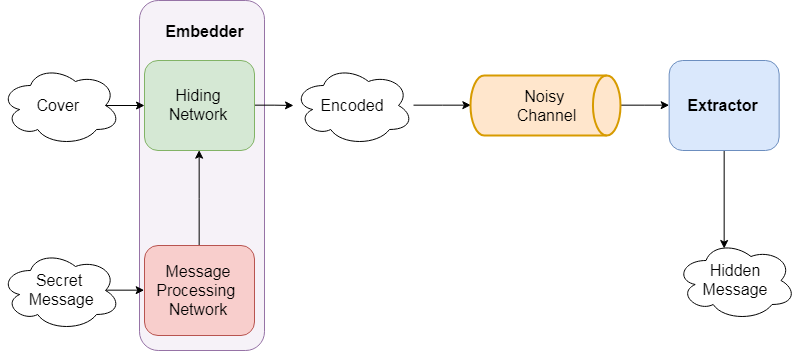 Embedder
Cover
Hiding
Network
Encoded
Noisy
Channel
Extractor
Secret
Message
Message
Processing
Network
Hidden
Message